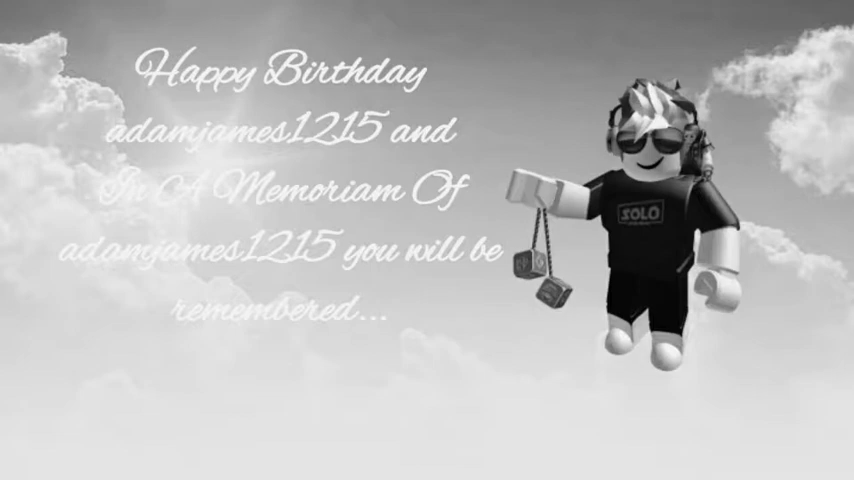 Happy Birthday
adamjames1215 and
In A Memoriam Of
adamjames1215 you will be
remembered...
SOLO